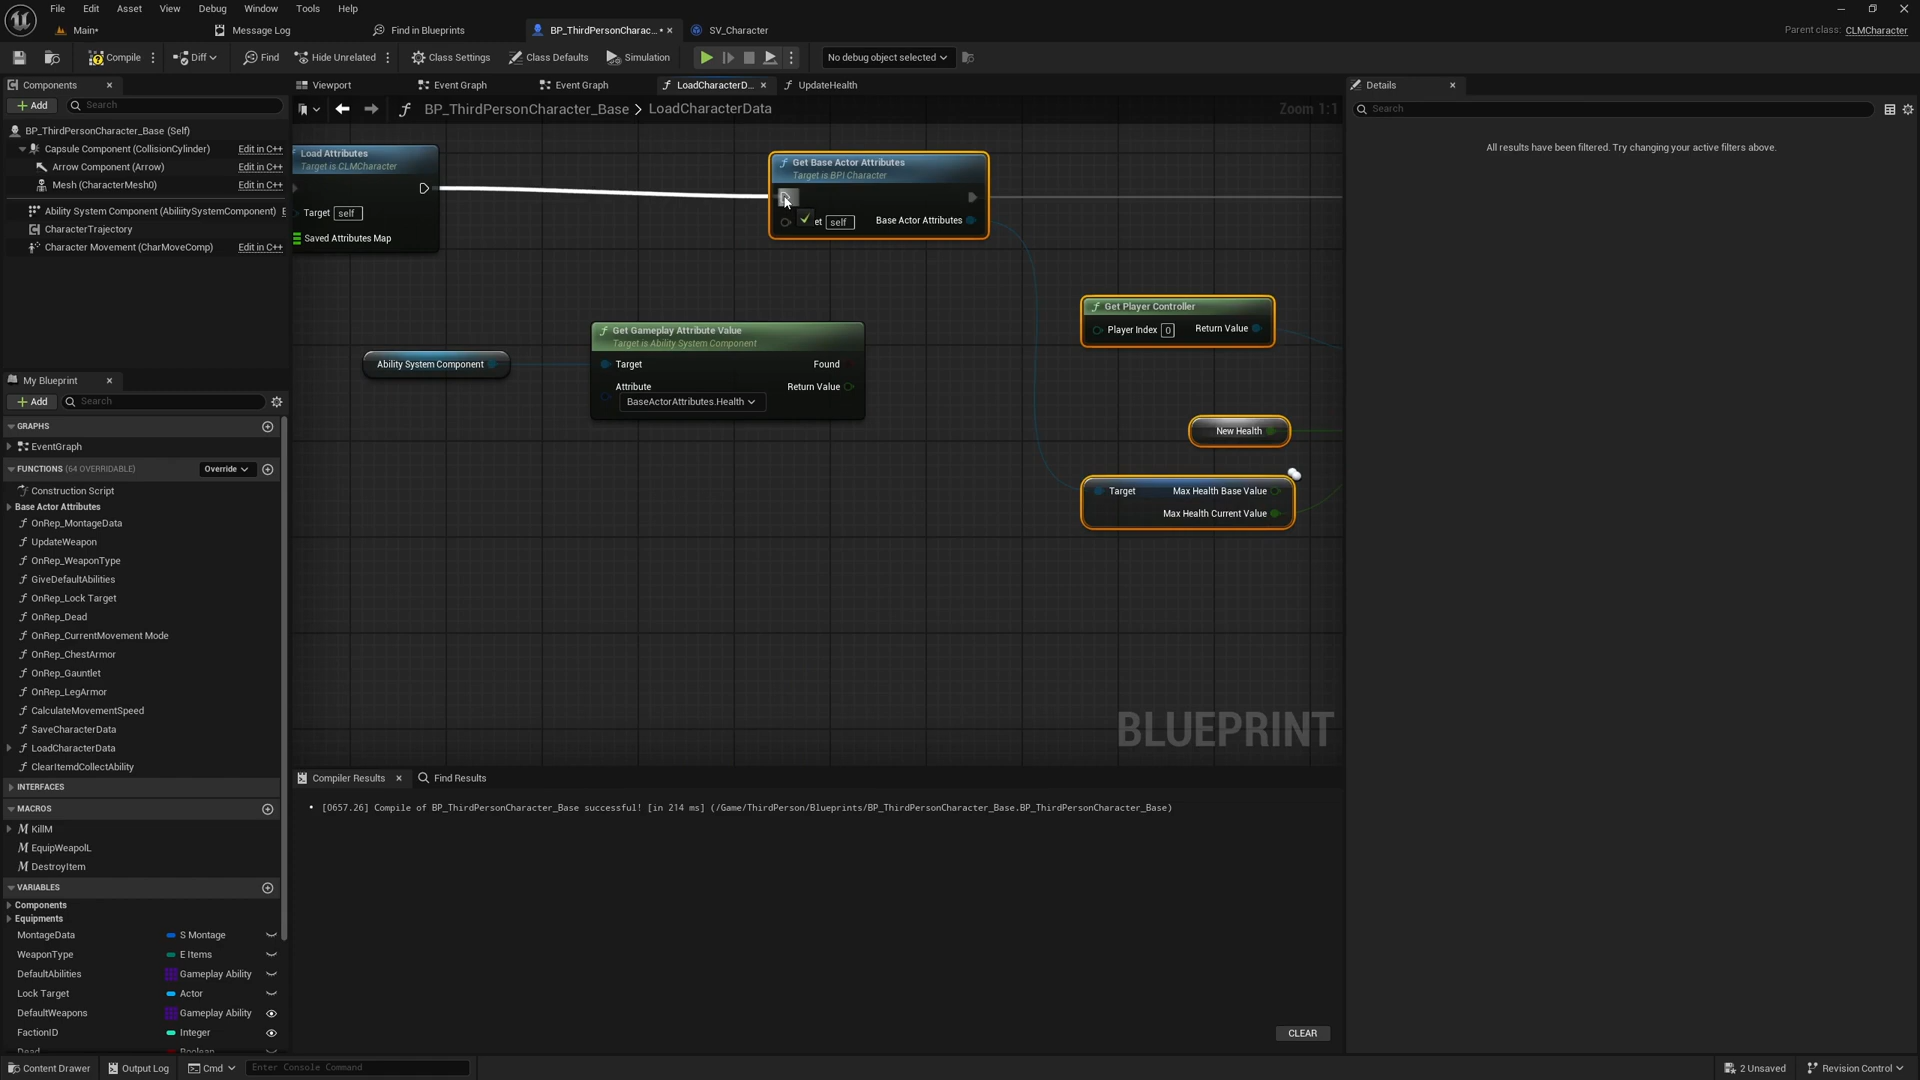 File Edit Asset View Debug Window Tools Help
Main*
Message Log
Find in Blueprints
BP_ThirdPersonCharac...*
SV_Character
Parent class: CLMCharacter
Compile
Diff
Find
Hide Unrelated
Class Settings
Class Defaults
Simulation
No debug object selected
Components
Viewport
Event Graph
Event Graph
LoadCharacterD...
UpdateHealth
Details
Add
Search
BP_ThirdPersonCharacter_Base > LoadCharacterData
Zoom 1:1
Search
BP_ThirdPersonCharacter_Base (Self)
Capsule Component (CollisionCylinder) Edit in C++
Arrow Component (Arrow) Edit in C++
Mesh (CharacterMesh0) Edit in C++
Ability System Component (AbilitySystemComponent) E
CharacterTrajectory
Character Movement (CharMoveComp) Edit in C++
All results have been filtered. Try changing your active filters above.
Load Attributes
Target is CLMCharacter
Target self
Saved Attributes Map
Get Base Actor Attributes
Target is BPI Character
et self
Base Actor Attributes
Get Player Controller
Player Index 0
Return Value
Get Gameplay Attribute Value
Target is Ability System Component
Ability System Component
Target
Found
Attribute
Return Value
BaseActorAttributes.Health
New Health
Target
Max Health Base Value
Max Health Current Value
BLUEPRINT
My Blueprint
Add
Search
GRAPHS
EventGraph
FUNCTIONS (64 OVERRIDABLE)
Override
Construction Script
Base Actor Attributes
OnRep_MontageData
UpdateWeapon
OnRep_WeaponType
GiveDefaultAbilities
OnRep_Lock Target
OnRep_Dead
OnRep_CurrentMovement Mode
OnRep_ChestArmor
OnRep_Gauntlet
OnRep_LegArmor
CalculateMovementSpeed
SaveCharacterData
LoadCharacterData
ClearItemdCollectAbility
INTERFACES
MACROS
KillM
EquipWeapolL
DestroyItem
VARIABLES
Components
Equipments
MontageData S Montage
WeaponType E Items
DefaultAbilities Gameplay Ability
Lock Target Actor
DefaultWeapons Gameplay Ability
FactionID Integer
Dead Boolean
Compiler Results
Find Results
[0657.26] Compile of BP_ThirdPersonCharacter_Base successful! [in 214 ms] (/Game/ThirdPerson/Blueprints/BP_ThirdPersonCharacter_Base.BP_ThirdPersonCharacter_Base)
CLEAR
Content Drawer
Output Log
Cmd
Enter Console Command
2 Unsaved
Revision Control